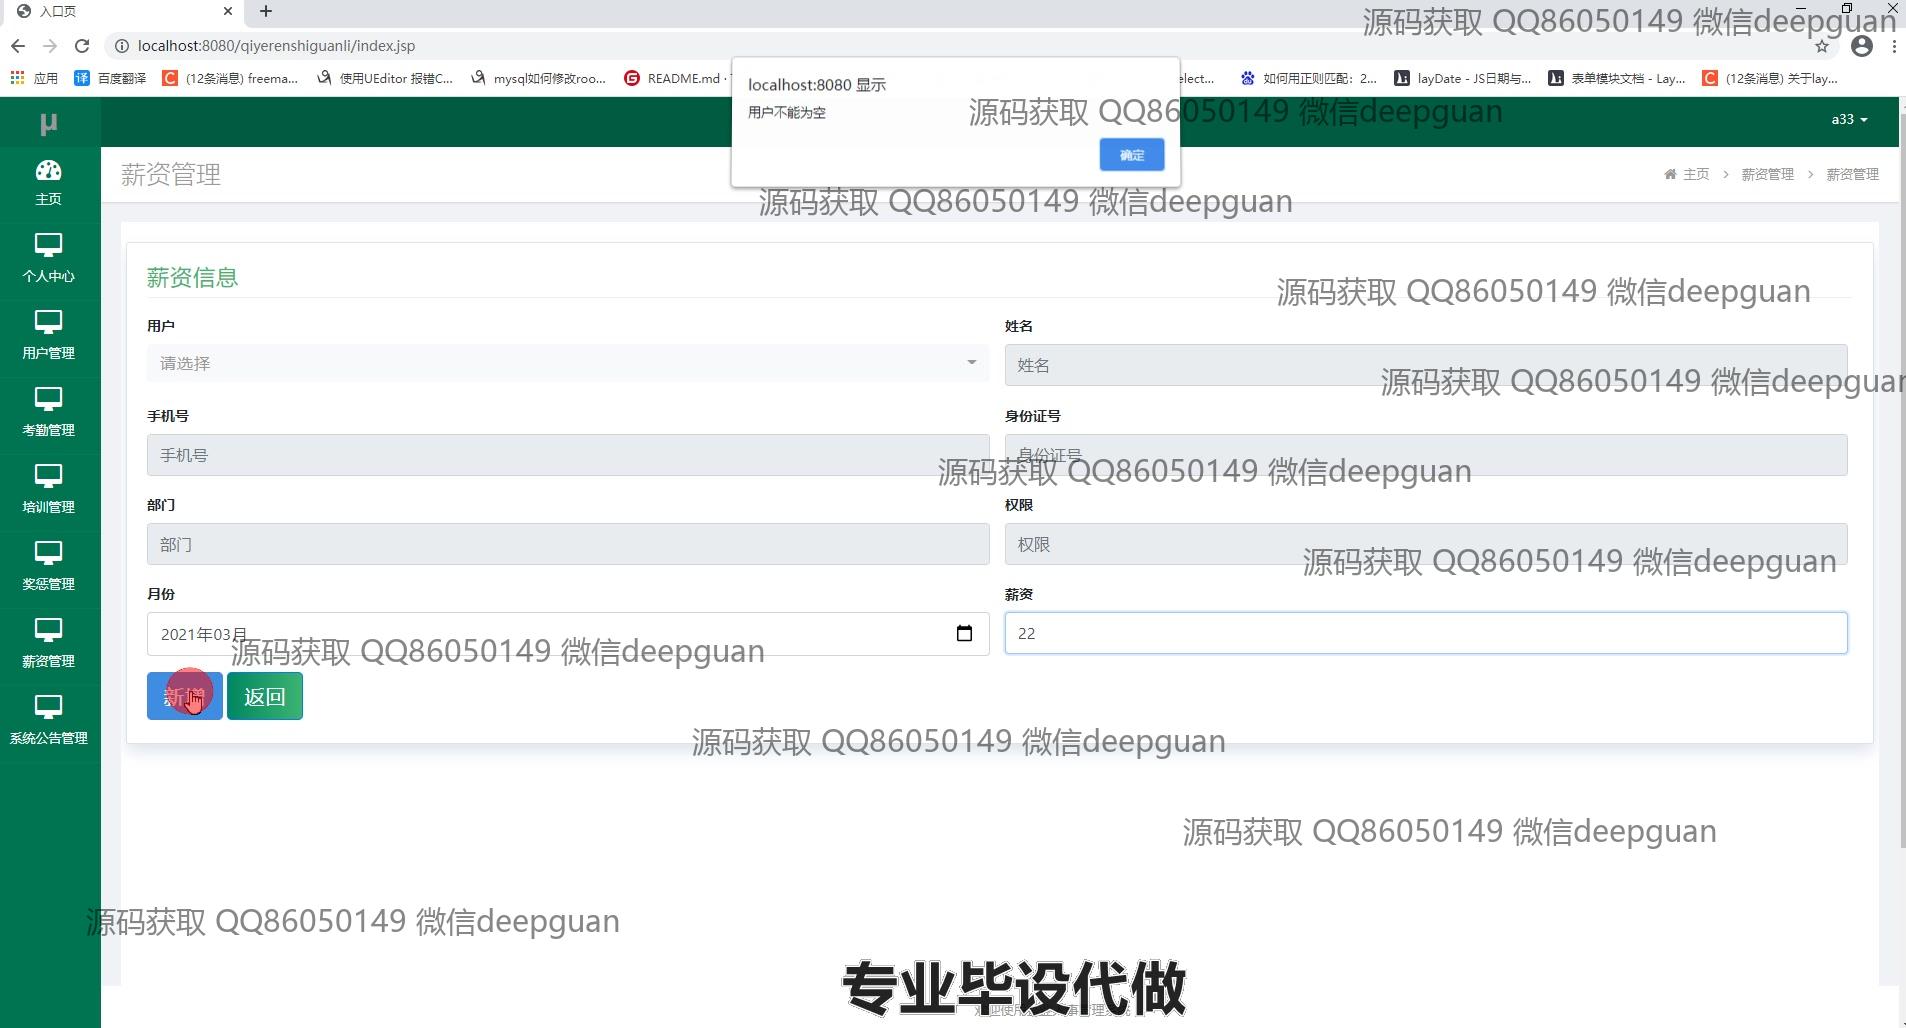 入口页
localhost:8080/qiyerenshiguanli/index.jsp
源码获取 QQ86050149 微信deepguan
应用
百度翻译
(12条消息) freema...
使用UEditor 报错C...
mysql如何修改roo...
README.md ·
elect...
如何用正则匹配：2...
layDate - JS日期与...
表单模块文档 - Lay...
(12条消息) 关于lay...
localhost:8080 显示
用户不能为空
确定
源码获取 QQ86050149 微信deepguan
μ
a33
薪资管理
主页 > 薪资管理 > 薪资管理
源码获取 QQ86050149 微信deepguan
主页
个人中心
用户管理
考勤管理
培训管理
奖惩管理
薪资管理
系统公告管理
薪资信息
源码获取 QQ86050149 微信deepguan
用户
请选择
姓名
姓名
源码获取 QQ86050149 微信deepguan
手机号
手机号
身份证号
身份证号
源码获取 QQ86050149 微信deepguan
部门
部门
权限
权限
源码获取 QQ86050149 微信deepguan
月份
2021年03月
薪资
22
源码获取 QQ86050149 微信deepguan
新增
返回
源码获取 QQ86050149 微信deepguan
源码获取 QQ86050149 微信deepguan
源码获取 QQ86050149 微信deepguan
专业毕设代做